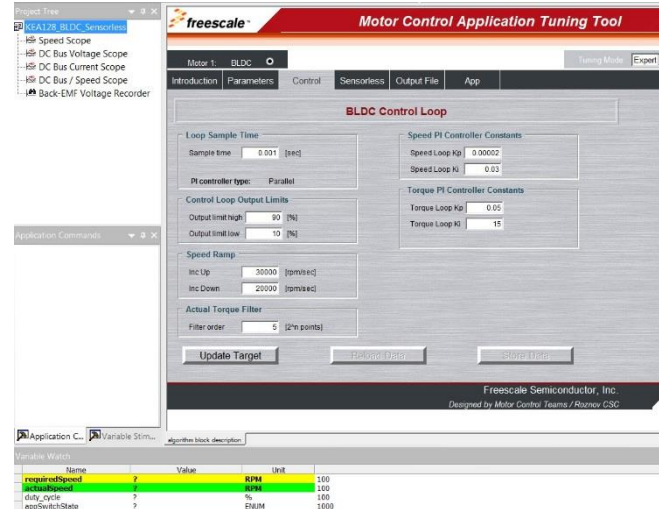 Project Tree
KEA128_BLDC_Sensorless
Speed Scope
DC Bus Voltage Scope
DC Bus Current Scope
DC Bus / Speed Scope
Back-EMF Voltage Recorder
freescale™
Motor Control Application Tuning Tool
Motor 1: BLDC
Tuning Mode: Expert
Introduction Parameters Control Sensorless Output File App
BLDC Control Loop
Loop Sample Time
Sample time 0.001 [sec]
PI controller type: Parallel
Control Loop Output Limits
Output limit high 90 [%]
Output limit low 10 [%]
Speed Ramp
Inc Up 30000 [rpm/sec]
Inc Down 20000 [rpm/sec]
Actual Torque Filter
Filter order 5 [2^n points]
Speed PI Controller Constants
Speed Loop Kp 0.00002
Speed Loop Ki 0.03
Torque PI Controller Constants
Torque Loop Kp 0.05
Torque Loop Ki 15
Update Target Reload Data Store Data
Freescale Semiconductor, Inc.
Designed by Motor Control Teams / Roznov CSC
Application Commands
Application C... Variable Stim...
algorithm block description
Variable Watch
Name Value Unit
requiredSpeed ? RPM 100
actualSpeed ? RPM 100
duty_cycle ? % 100
appSwitchState ? ENUM 1000